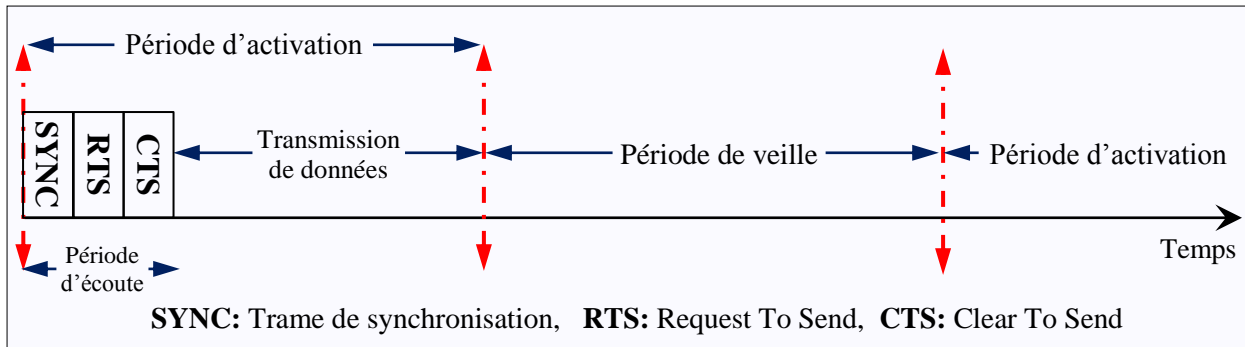 Période d'activation
SYNC
RTS
CTS
Transmission
de données
Période de veille
Période d'activation
Temps
Période
d'écoute
SYNC: Trame de synchronisation, RTS: Request To Send, CTS: Clear To Send